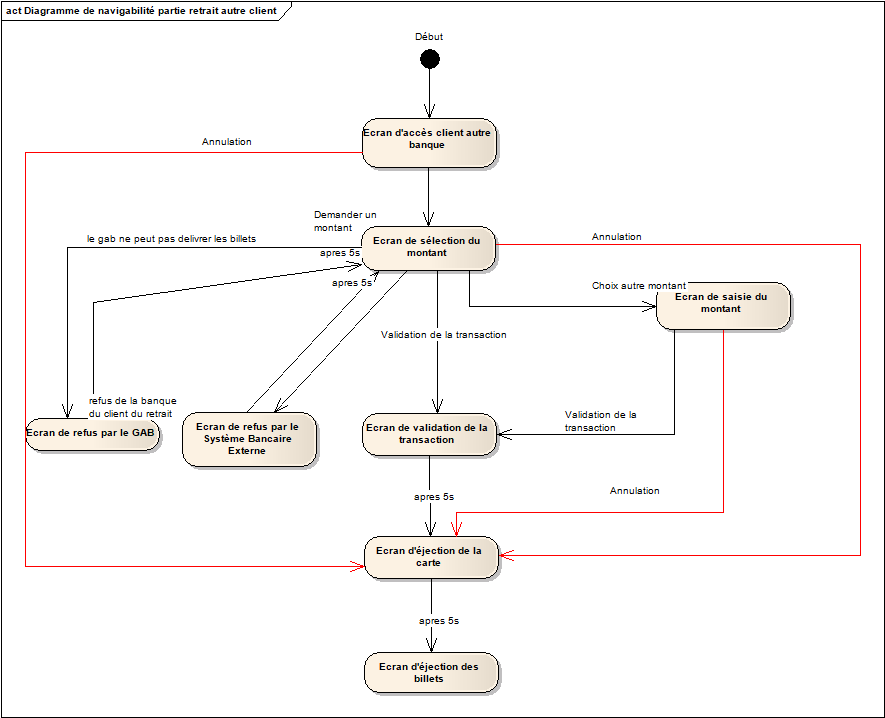 act Diagramme de navigabilité partie retrait autre client
Début
Ecran d'accès client autre
banque
Annulation
Demander un
montant
Ecran de sélection du
montant
le gab ne peut pas delivrer les billets
apres 5s
apres 5s
Annulation
Choix autre montant
Ecran de saisie du
montant
Validation de la transaction
refus de la banque
du client du retrait
Ecran de refus par le GAB
Ecran de refus par le
Système Bancaire
Externe
Ecran de validation de la
transaction
Validation de la
transaction
apres 5s
Annulation
Ecran d'éjection de la
carte
apres 5s
Ecran d'éjection des
billets